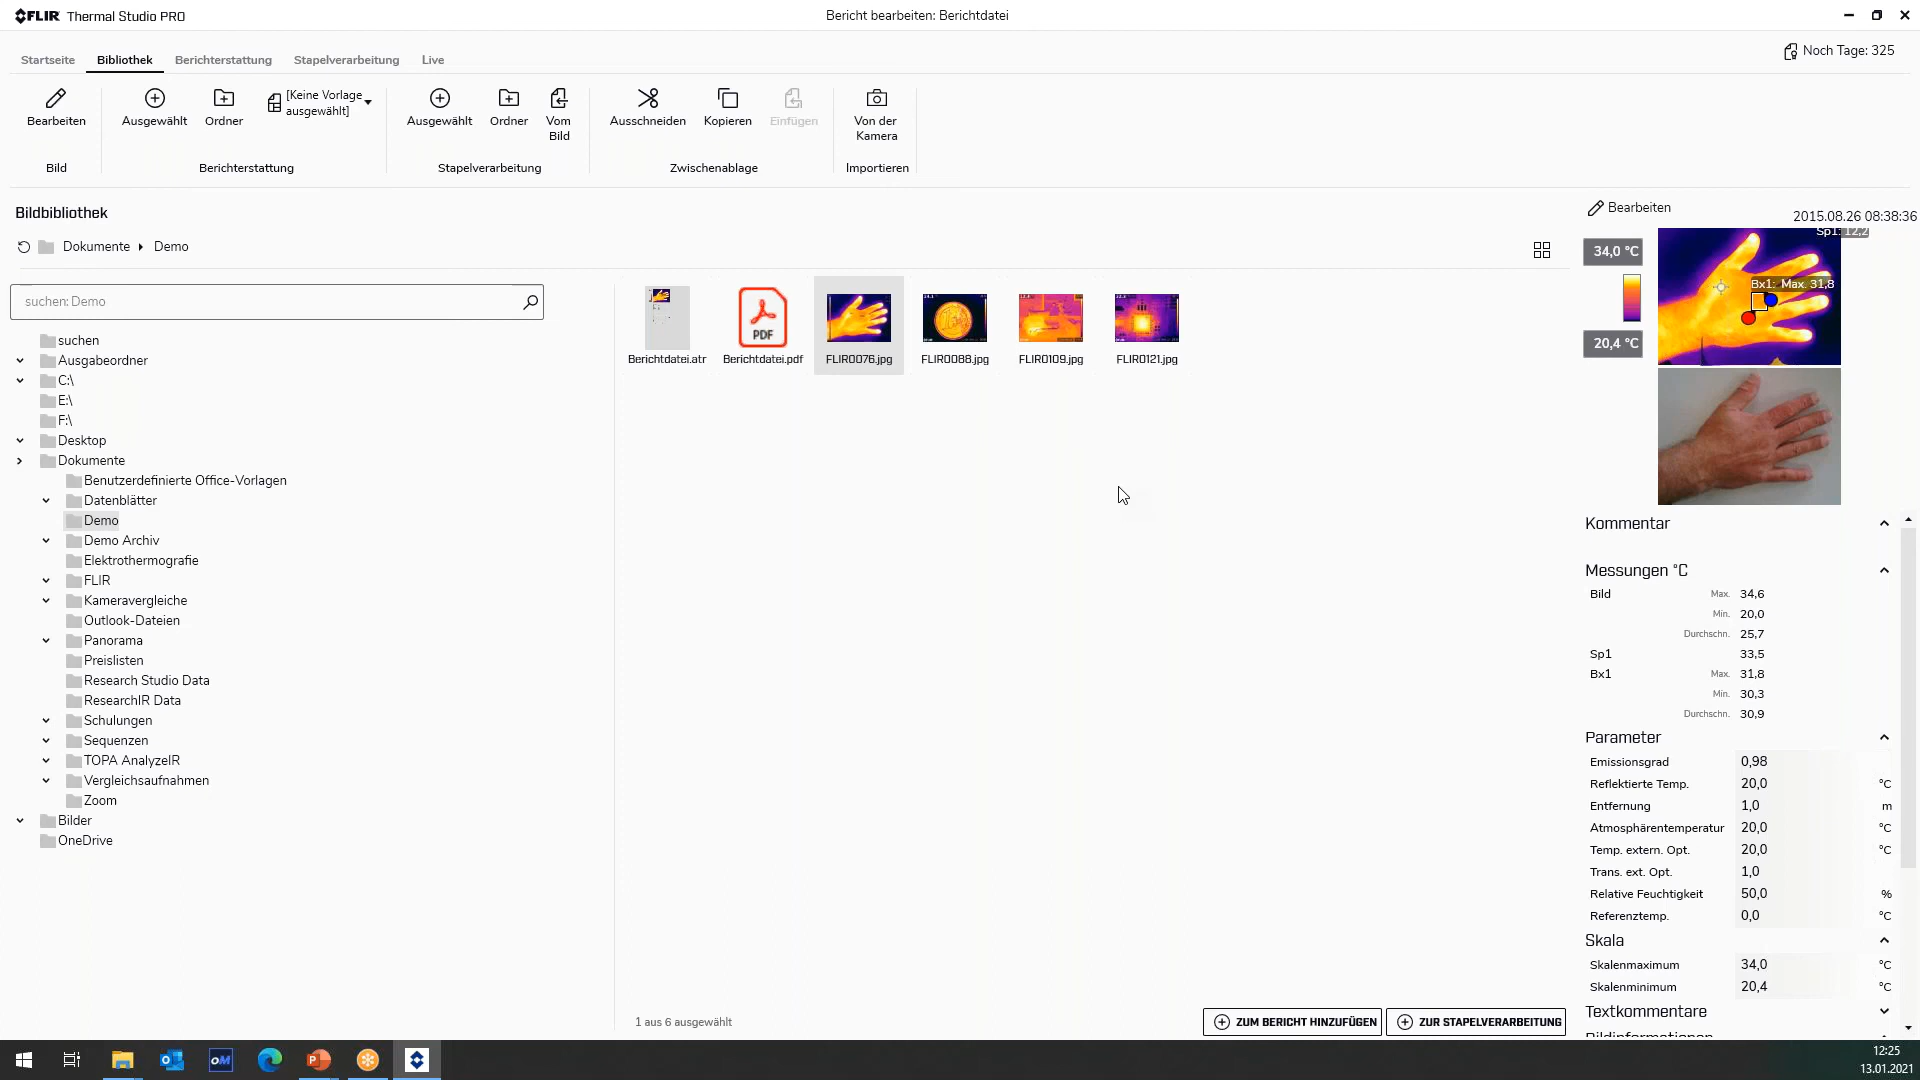 FLIR Thermal Studio PRO
Bericht bearbeiten: Berichtdatei
Startseite Bibliothek Berichterstattung Stapelverarbeitung Live
Noch Tage: 325
Bearbeiten
Bild
Ausgewählt
Ordner
[Keine Vorlage
ausgewählt]
Berichterstattung
Ausgewählt
Ordner
Vom
Bild
Stapelverarbeitung
Ausschneiden
Kopieren
Einfügen
Zwischenablage
Von der
Kamera
Importieren
Bildbibliothek
Dokumente Demo
suchen: Demo
suchen
Ausgabeordner
C:\
E:\
F:\
Desktop
Dokumente
Benutzerdefinierte Office-Vorlagen
Datenblätter
Demo
Demo Archiv
Elektrothermografie
FLIR
Kameravergleiche
Outlook-Dateien
Panorama
Preislisten
Research Studio Data
ResearchIR Data
Schulungen
Sequenzen
TOPA AnalyzeIR
Vergleichsaufnahmen
Zoom
Bilder
OneDrive
PDF
Berichtdatei.atr
Berichtdatei.pdf
FLIR0076.jpg
FLIR0088.jpg
FLIR0109.jpg
FLIR0121.jpg
1 aus 6 ausgewählt
ZUM BERICHT HINZUFÜGEN
ZUR STAPELVERARBEITUNG
Bearbeiten
2015.08.26 08:38:36
Sp1: 12,2
34,0 °C
Bx1: Max. 31,8
20,4 °C
Kommentar
Messungen °C
Bild Max. 34,6
Min. 20,0
Durchschn. 25,7
Sp1 33,5
Bx1 Max. 31,8
Min. 30,3
Durchschn. 30,9
Parameter
Emissionsgrad 0,98
Reflektierte Temp. 20,0 °C
Entfernung 1,0 m
Atmosphärentemperatur 20,0 °C
Temp. extern. Opt. 20,0 °C
Trans. ext. Opt. 1,0
Relative Feuchtigkeit 50,0 %
Referenztemp. 0,0 °C
Skala
Skalenmaximum 34,0 °C
Skalenminimum 20,4 °C
Textkommentare
Bildinformationen
12:25
13.01.2021